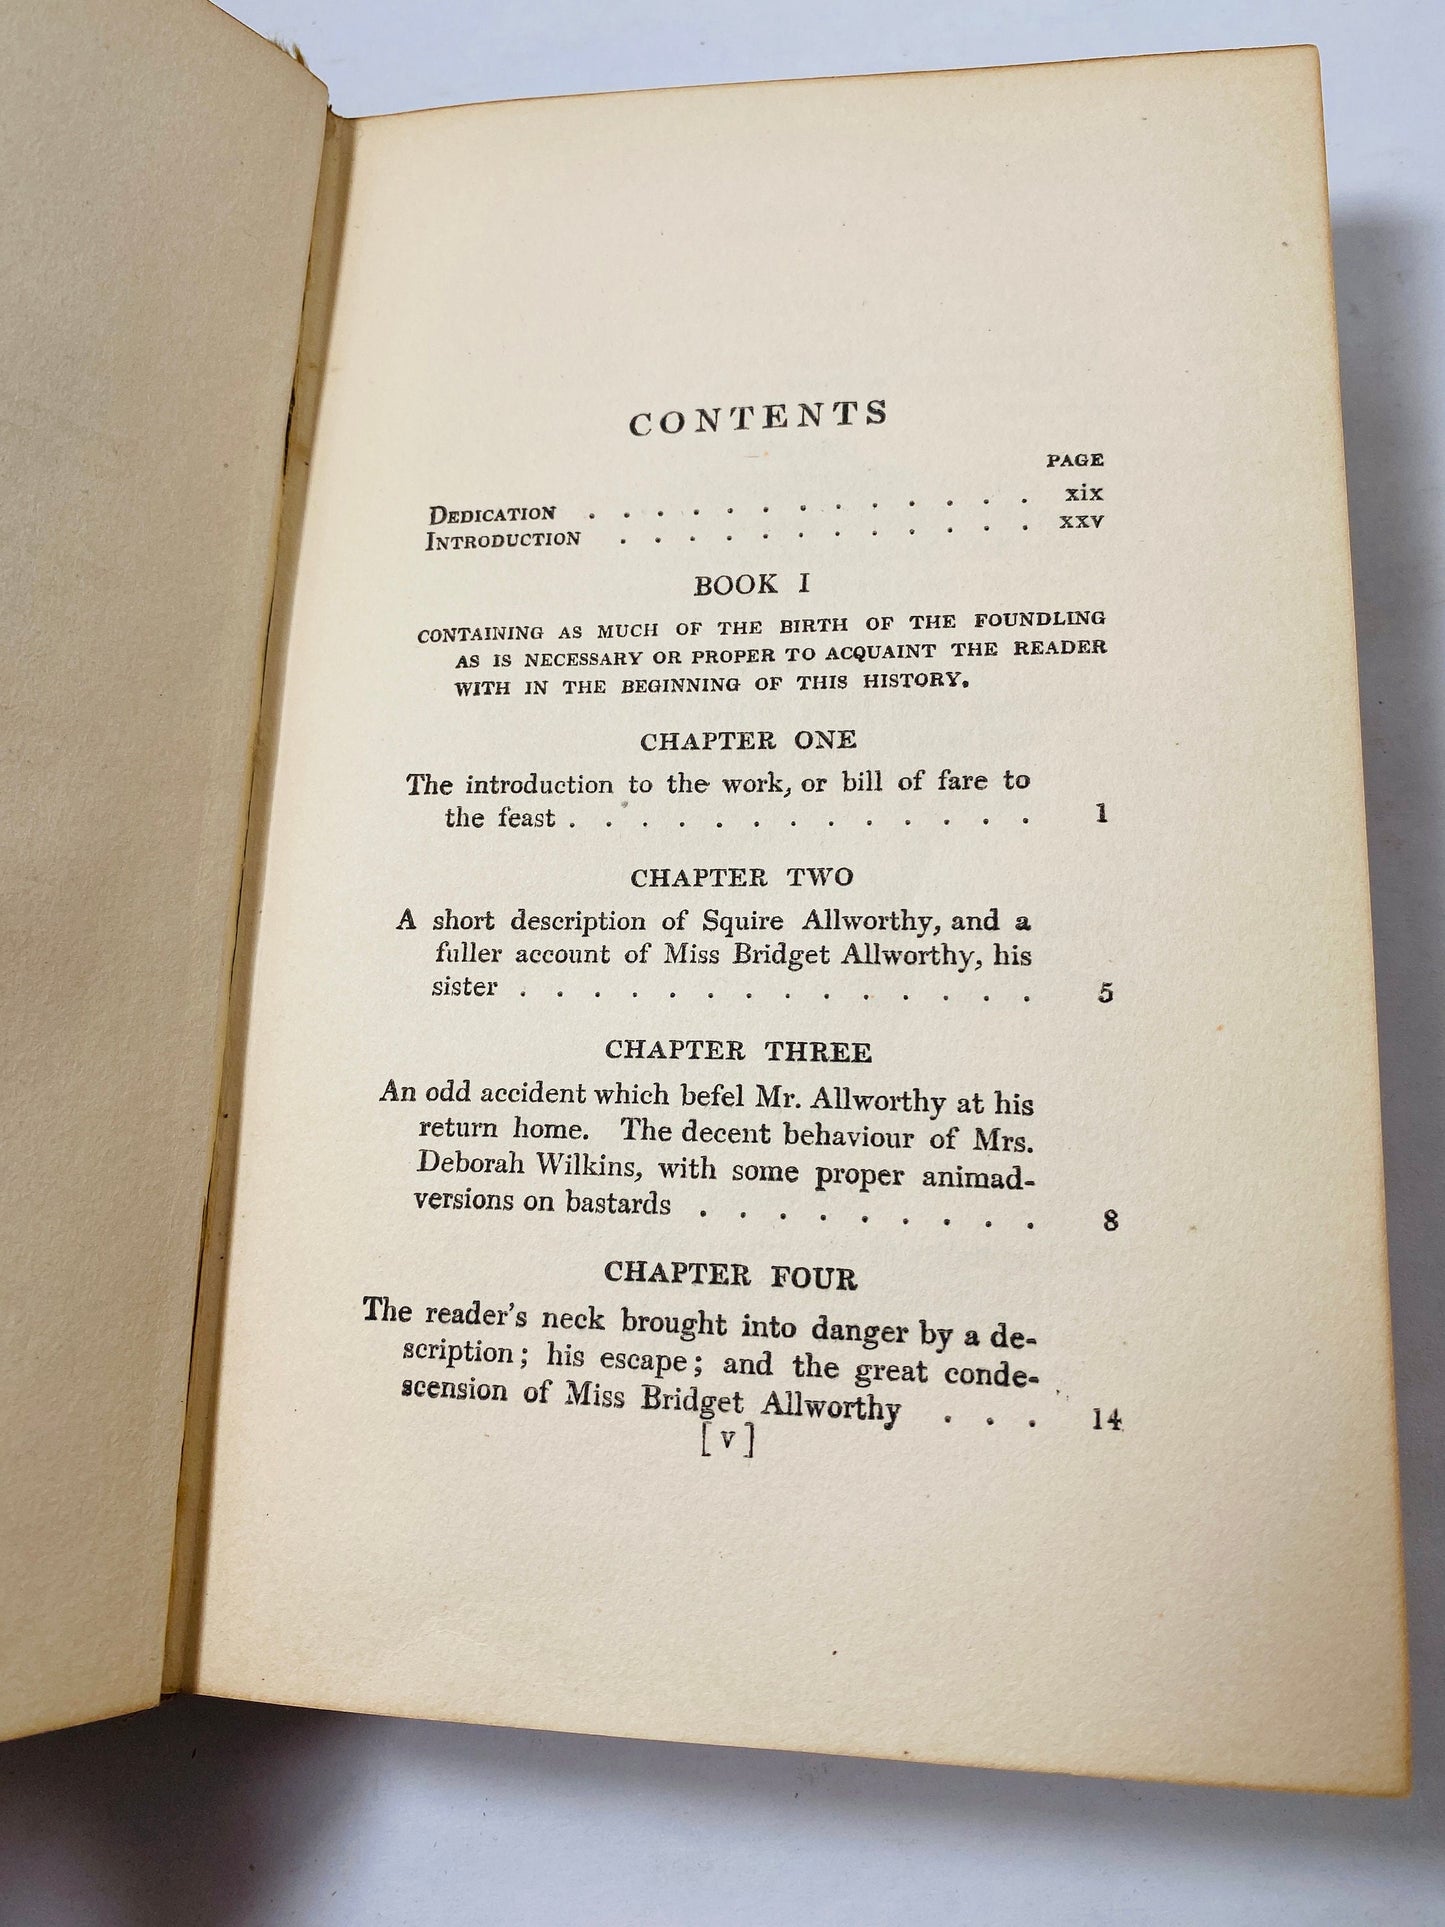 CONTENTS
PAGE
DEDICATION . . . . . . . . . . . . . xix
INTRODUCTION . . . . . . . . . . . . xxv
BOOK I
CONTAINING AS MUCH OF THE BIRTH OF THE FOUNDLING
AS IS NECESSARY OR PROPER TO ACQUAINT THE READER
WITH IN THE BEGINNING OF THIS HISTORY.
CHAPTER ONE
The introduction to the work, or bill of fare to
the feast . . . . . . . . . . . . . 1
CHAPTER TWO
A short description of Squire Allworthy, and a
fuller account of Miss Bridget Allworthy, his
sister . . . . . . . . . . . . . . . 5
CHAPTER THREE
An odd accident which befel Mr. Allworthy at his
return home. The decent behaviour of Mrs.
Deborah Wilkins, with some proper animad-
versions on bastards . . . . . . . . . 8
CHAPTER FOUR
The reader's neck brought into danger by a de-
scription; his escape; and the great conde-
scension of Miss Bridget Allworthy . . . 14
[v]